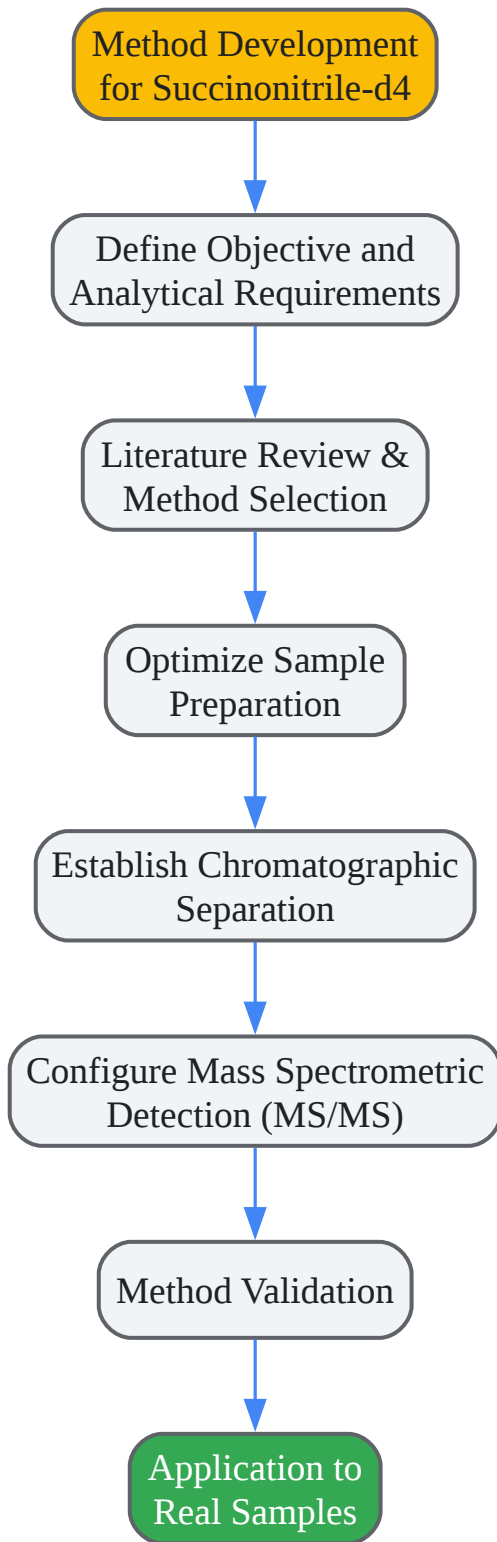 Method Development
for Succinonitrile-d4
Define Objective and
Analytical Requirements
Literature Review &
Method Selection
Optimize Sample
Preparation
Establish Chromatographic
Separation
Configure Mass Spectrometric
Detection (MS/MS)
Method Validation
Application to
Real Samples